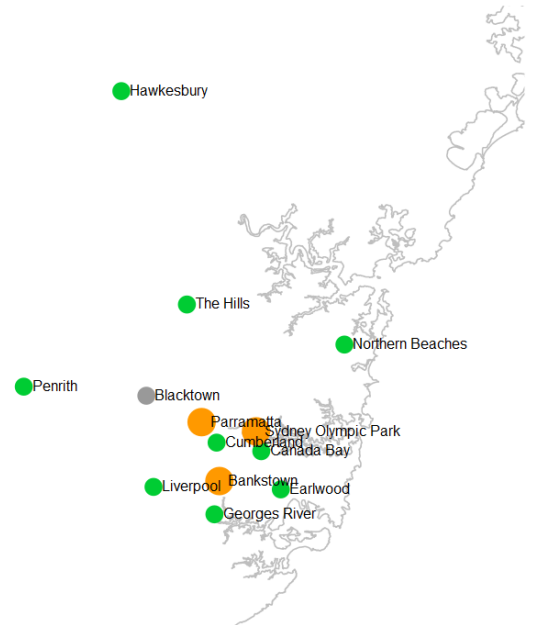 Hawkesbury
The Hills
Northern Beaches
Penrith
Blacktown
Parramatta
Sydney Olympic Park
Cumberland
Canada Bay
Bankstown
Liverpool
Earlwood
Georges River